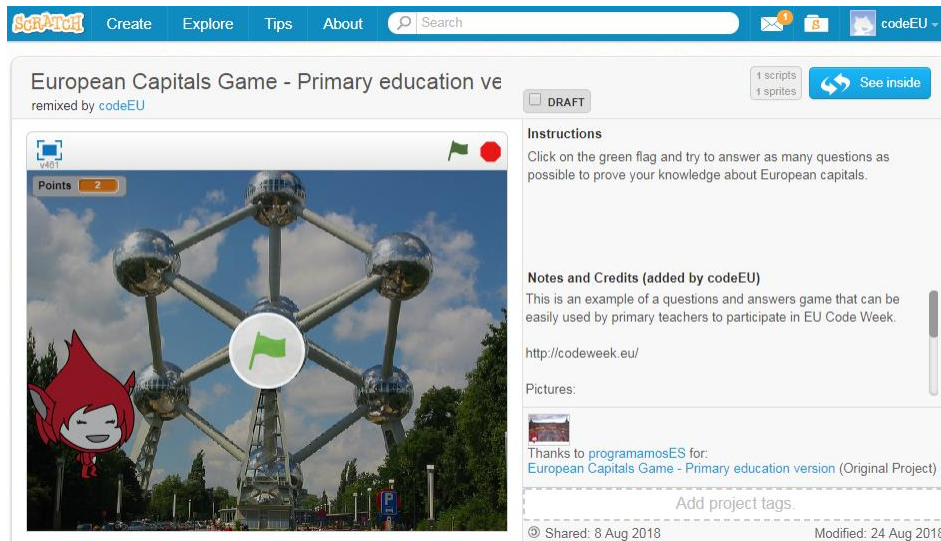 SCRATCH Create Explore Tips About Search 1 S codeEU
European Capitals Game - Primary education ve
remixed by codeEU
1 scripts
1 sprites
See inside
DRAFT
v461
Points 2
P
Instructions
Click on the green flag and try to answer as many questions as
possible to prove your knowledge about European capitals.
Notes and Credits (added by codeEU)
This is an example of a questions and answers game that can be
easily used by primary teachers to participate in EU Code Week.
http://codeweek.eu/
Pictures:
Thanks to programamosES for:
European Capitals Game - Primary education version (Original Project)
Add project tags.
Shared: 8 Aug 2018 Modified: 24 Aug 2018